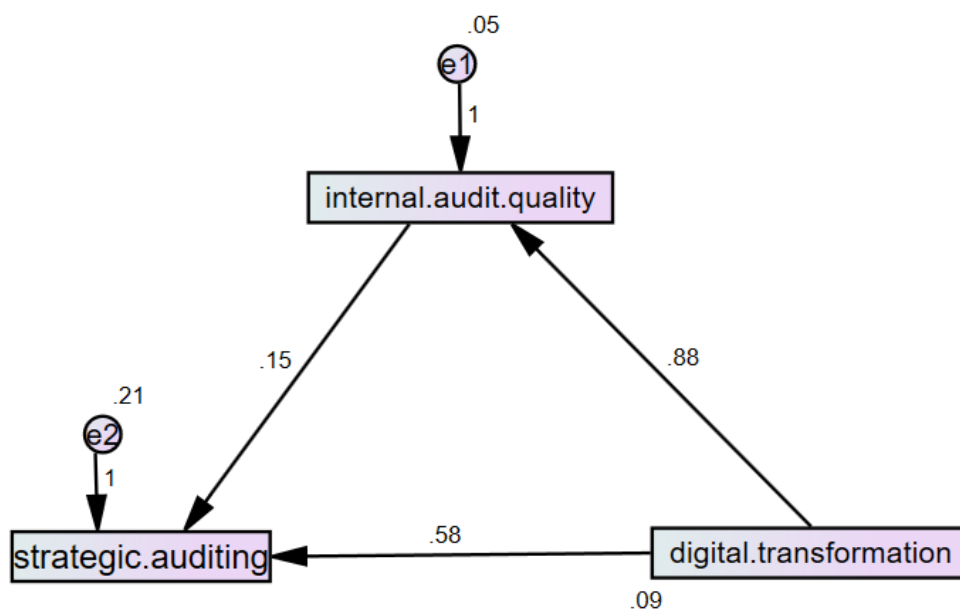 .05
e1
1
internal.audit.quality
.15
.88
.21
e2
1
.58
strategic.auditing
digital.transformation
.09